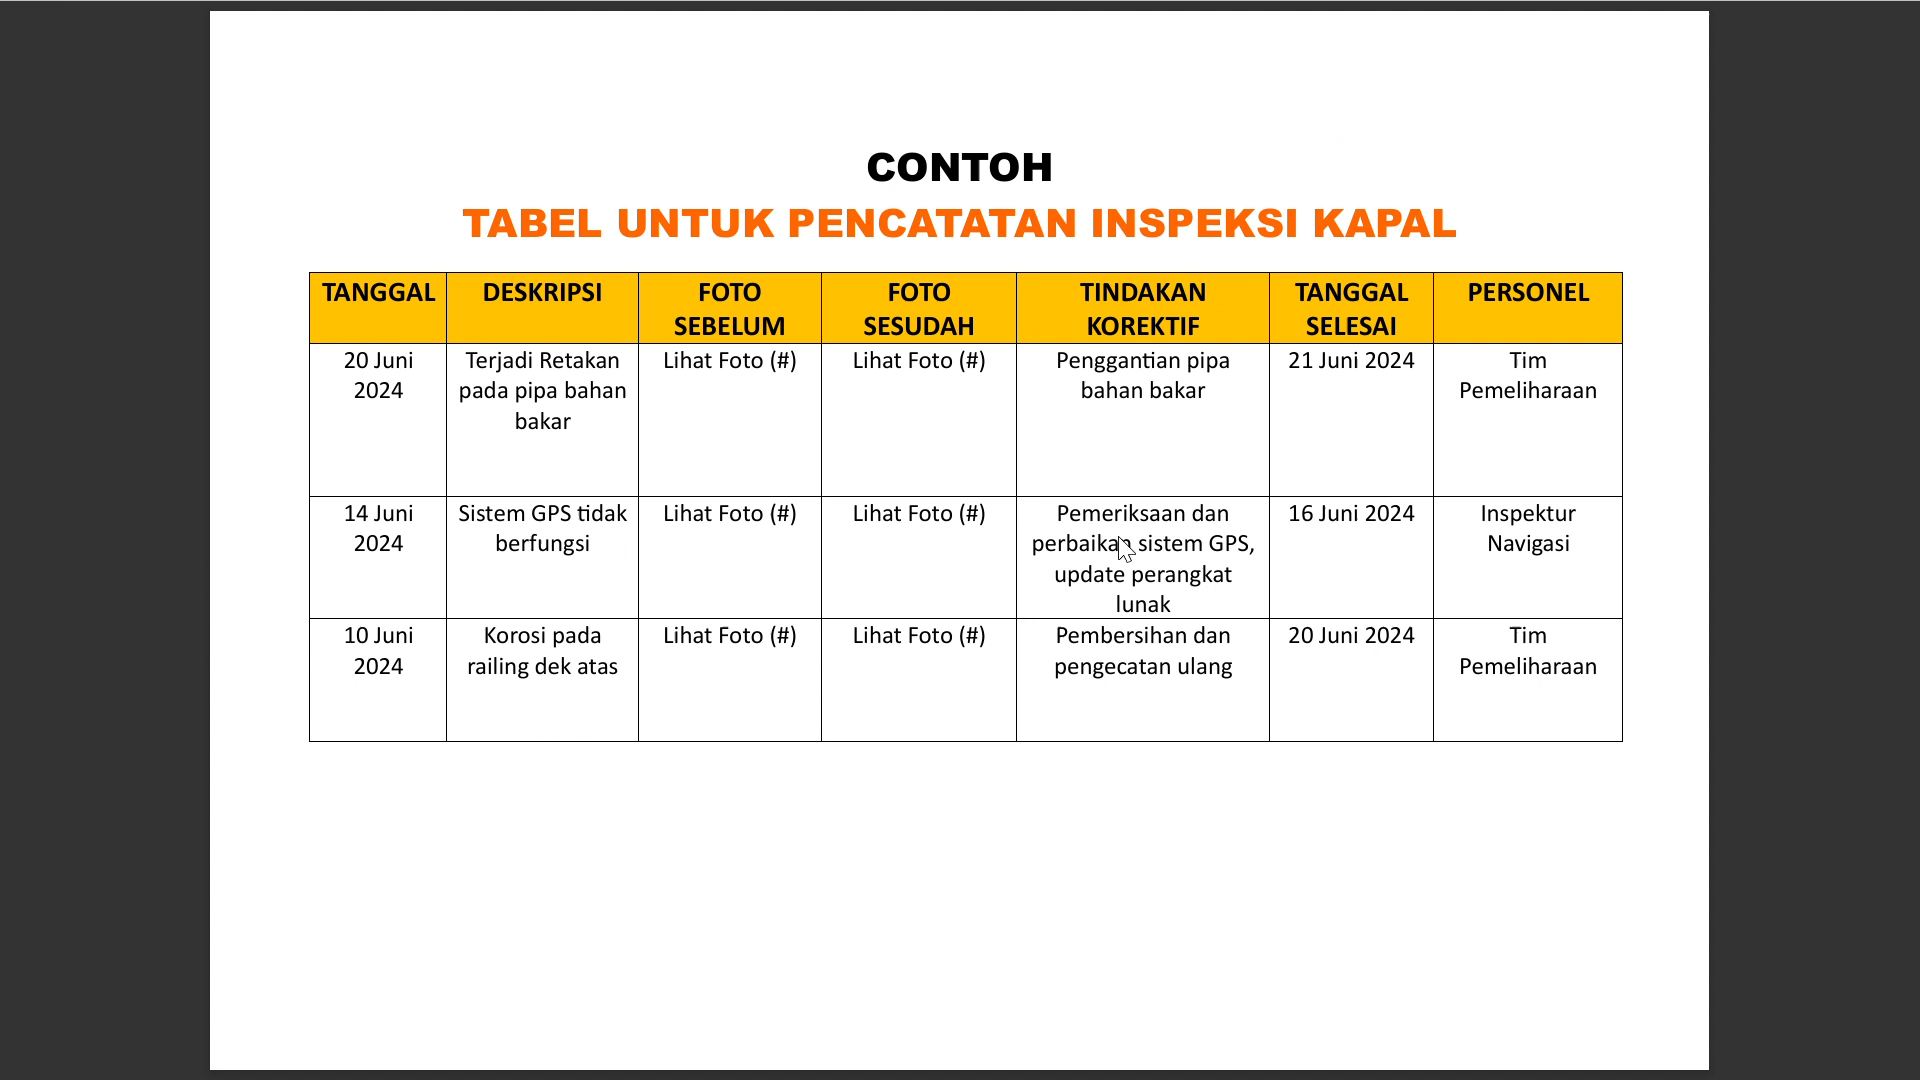 CONTOH
TABEL UNTUK PENCATATAN INSPEKSI KAPAL
TANGGAL DESKRIPSI FOTO SEBELUM FOTO SESUDAH TINDAKAN KOREKTIF TANGGAL SELESAI PERSONEL
20 Juni 2024 Terjadi Retakan pada pipa bahan bakar Lihat Foto (#) Lihat Foto (#) Penggantian pipa bahan bakar 21 Juni 2024 Tim Pemeliharaan
14 Juni 2024 Sistem GPS tidak berfungsi Lihat Foto (#) Lihat Foto (#) Pemeriksaan dan perbaikan sistem GPS, update perangkat lunak 16 Juni 2024 Inspektur Navigasi
10 Juni 2024 Korosi pada railing dek atas Lihat Foto (#) Lihat Foto (#) Pembersihan dan pengecatan ulang 20 Juni 2024 Tim Pemeliharaan